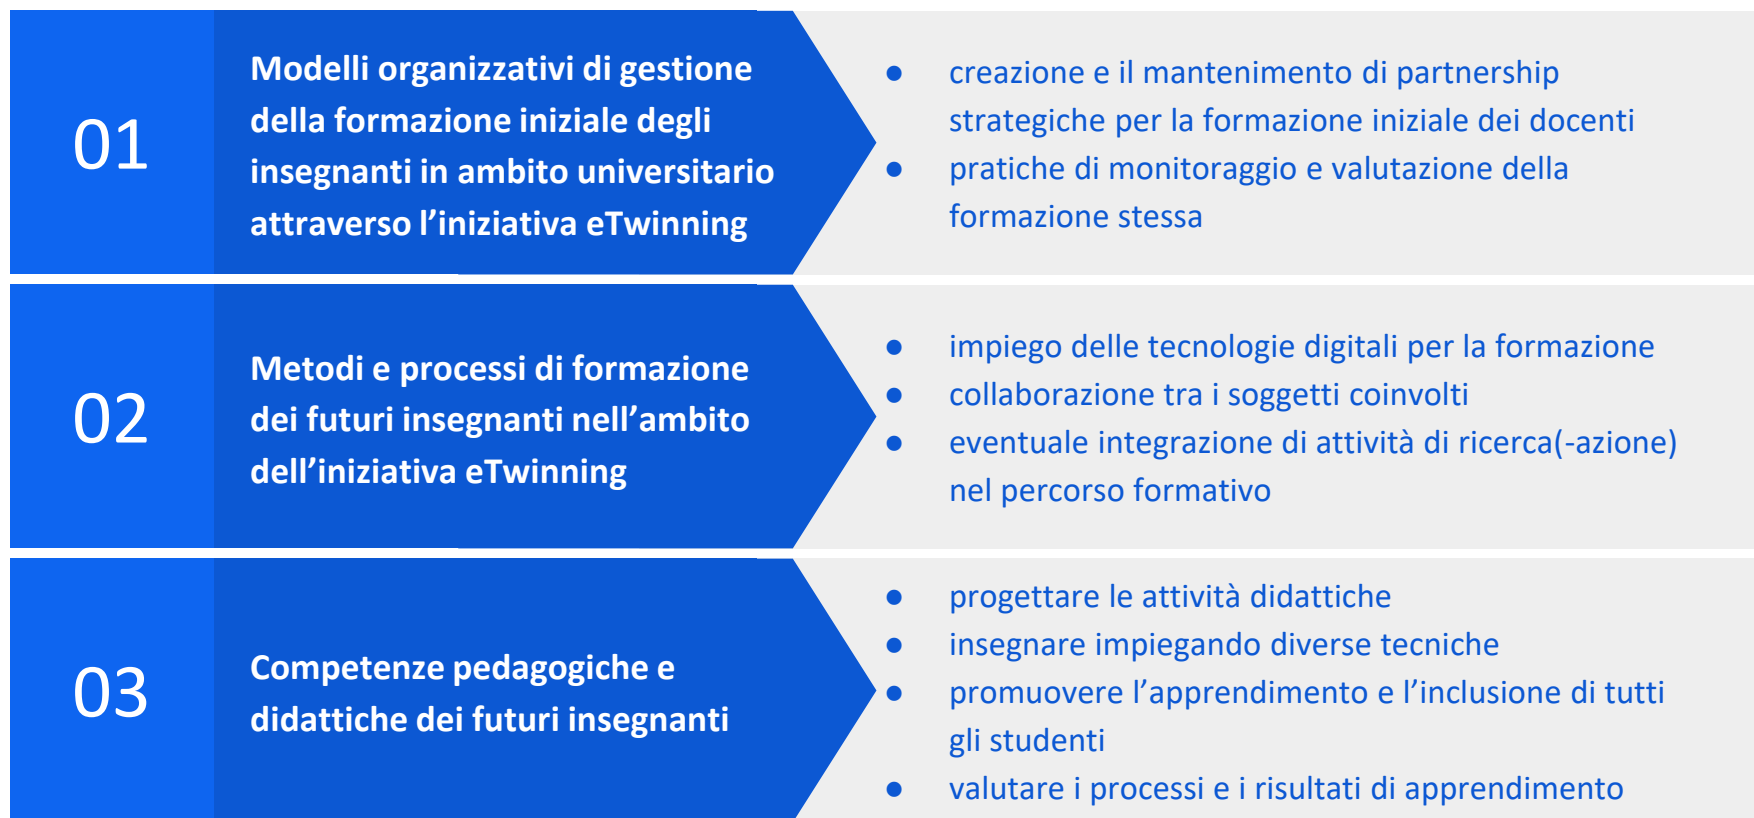 01
Modelli organizzativi di gestione
della formazione iniziale degli
insegnanti in ambito universitario
attraverso l’iniziativa eTwinning
● creazione e il mantenimento di partnership
strategiche per la formazione iniziale dei docenti
● pratiche di monitoraggio e valutazione della
formazione stessa
02
Metodi e processi di formazione
dei futuri insegnanti nell’ambito
dell’iniziativa eTwinning
● impiego delle tecnologie digitali per la formazione
● collaborazione tra i soggetti coinvolti
● eventuale integrazione di attività di ricerca(-azione)
nel percorso formativo
03
Competenze pedagogiche e
didattiche dei futuri insegnanti
● progettare le attività didattiche
● insegnare impiegando diverse tecniche
● promuovere l’apprendimento e l’inclusione di tutti
gli studenti
● valutare i processi e i risultati di apprendimento